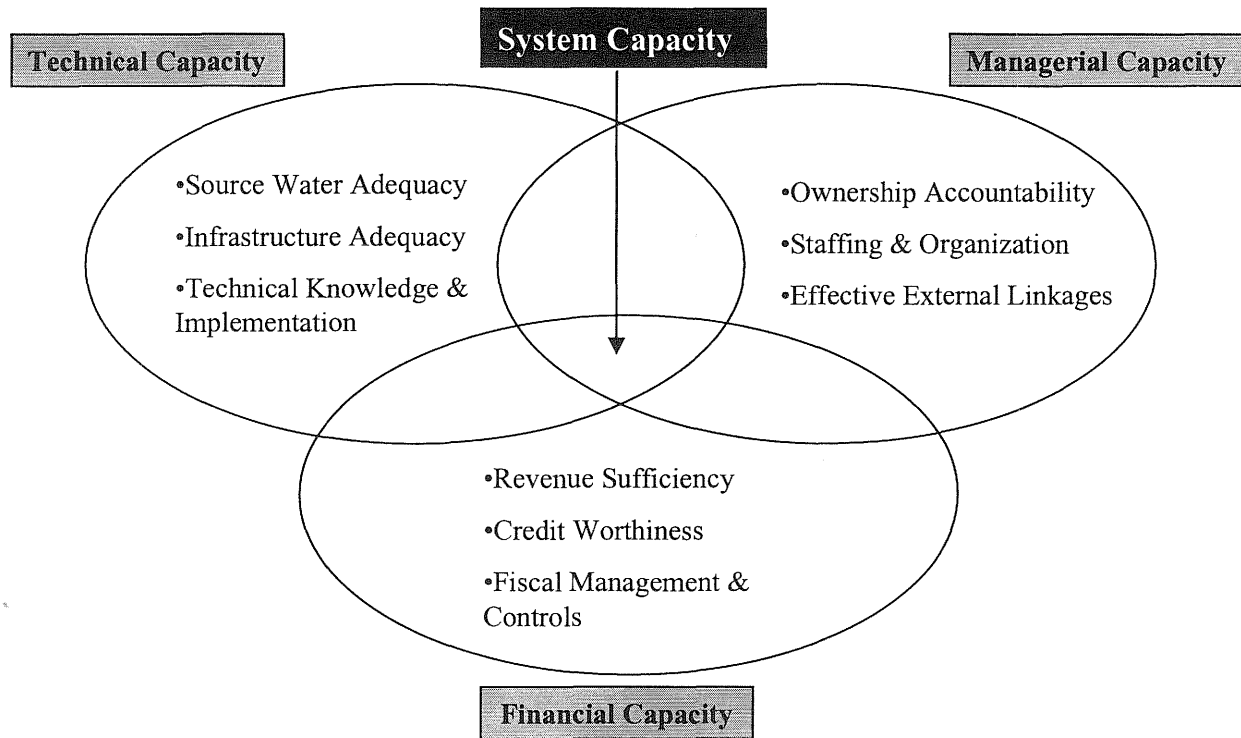 System Capacity
Technical Capacity
Managerial Capacity
•Source Water Adequacy
•Infrastructure Adequacy
•Technical Knowledge &
Implementation
•Ownership Accountability
•Staffing & Organization
•Effective External Linkages
•Revenue Sufficiency
•Credit Worthiness
•Fiscal Management &
Controls
Financial Capacity